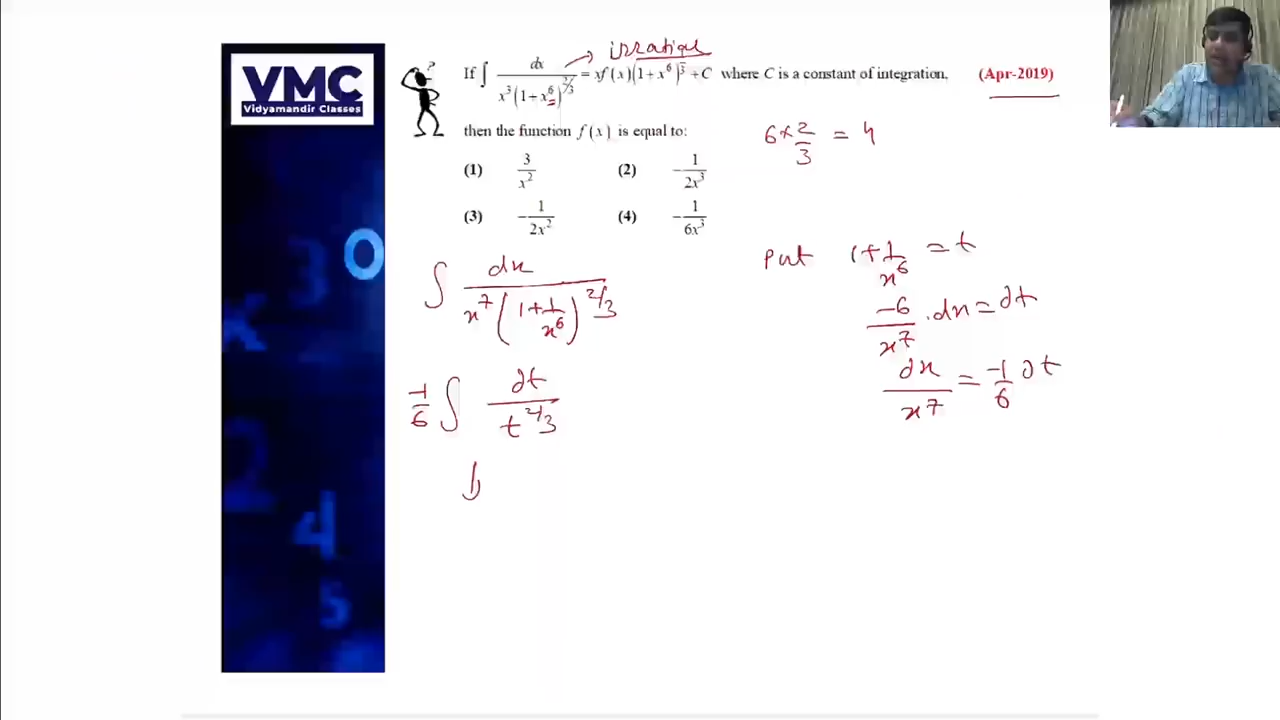 VMC
Vidyamandir Classes
?
irrational
If ∫ dx / x³(1 + x⁶)^(2/3) = xf(x)(1 + x⁶)^(1/3) + C where C is a constant of integration, (Apr-2019)
then the function f(x) is equal to:
6 × 2/3 = 4
(1) 3/x² (2) -1/2x³
(3) -1/2x² (4) -1/6x³
put 1 + 1/x⁶ = t
∫ dx / x⁷(1 + 1/x⁶)^(2/3)
-6/x⁷ . dx = dt
dx/x⁷ = -1/6 dt
-1/6 ∫ dt / t^(2/3)